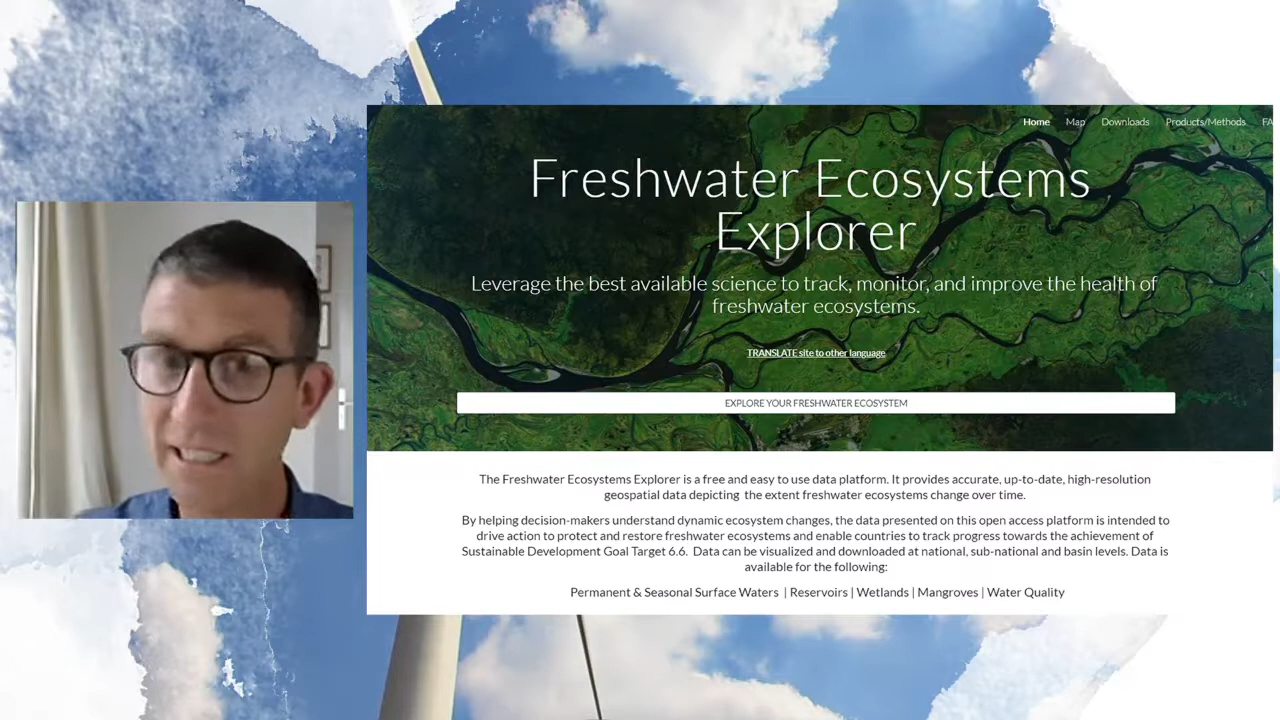 Home Map Downloads Products/Methods FA
Freshwater Ecosystems
Explorer
Leverage the best available science to track, monitor, and improve the health of
freshwater ecosystems.
TRANSLATE site to other language
EXPLORE YOUR FRESHWATER ECOSYSTEM
The Freshwater Ecosystems Explorer is a free and easy to use data platform. It provides accurate, up-to-date, high-resolution
geospatial data depicting the extent freshwater ecosystems change over time.
By helping decision-makers understand dynamic ecosystem changes, the data presented on this open access platform is intended to
drive action to protect and restore freshwater ecosystems and enable countries to track progress towards the achievement of
Sustainable Development Goal Target 6.6. Data can be visualized and downloaded at national, sub-national and basin levels. Data is
available for the following:
Permanent & Seasonal Surface Waters | Reservoirs | Wetlands | Mangroves | Water Quality